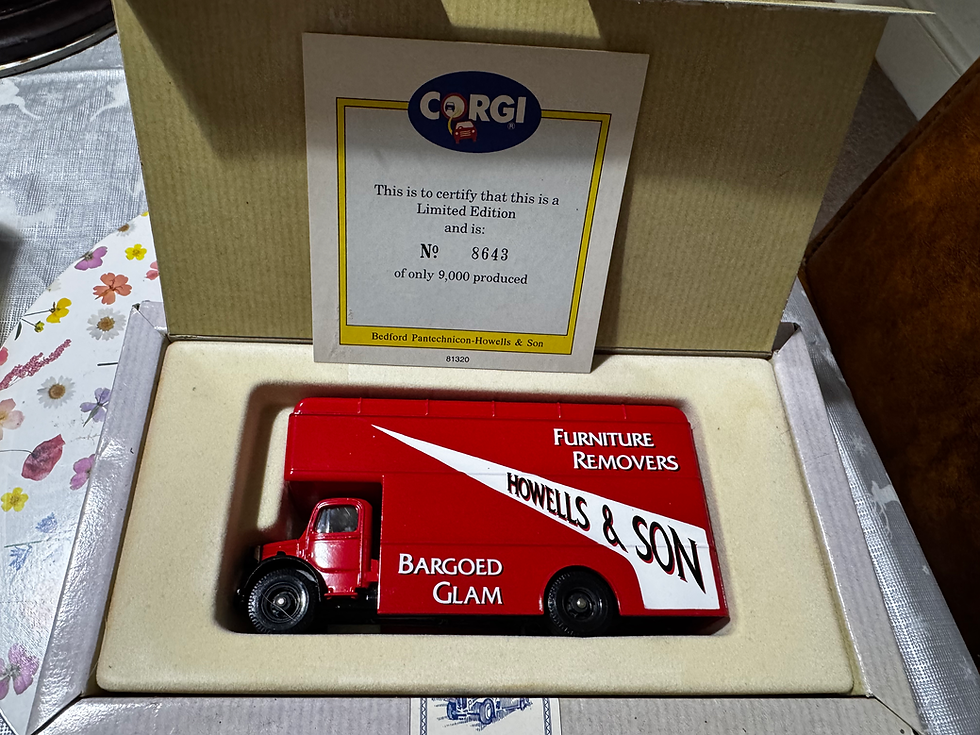 CORGI
®
This is to certify that this is a
Limited Edition
and is:
Nº 8643
of only 9,000 produced
Bedford Pantechnicon-Howells & Son
81320
FURNITURE
REMOVERS
HOWELLS & SON
BARGOED
GLAM